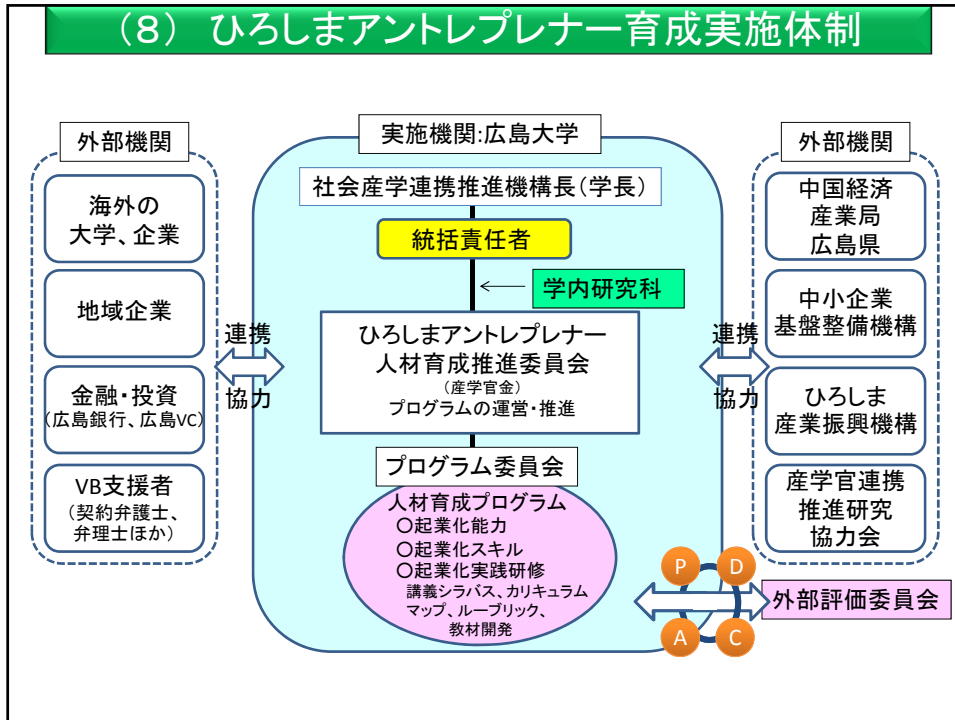 （８） ひろしまアントレプレナー育成実施体制
外部機関
海外の
大学、企業
地域企業
金融・投資
(広島銀行、広島VC)
VB支援者
(契約弁護士、
弁理士ほか)
連携
協力
実施機関:広島大学
社会産学連携推進機構長(学長)
統括責任者
学内研究科
ひろしまアントレプレナー
人材育成推進委員会
(産学官金)
プログラムの運営・推進
プログラム委員会
人材育成プログラム
○起業化能力
○起業化スキル
○起業化実践研修
講義シラバス、カリキュラム
マップ、ルーブリック、
教材開発
連携
協力
外部機関
中国経済
産業局
広島県
中小企業
基盤整備機構
ひろしま
産業振興機構
産学官連携
推進研究
協力会
P
D
A
C
外部評価委員会